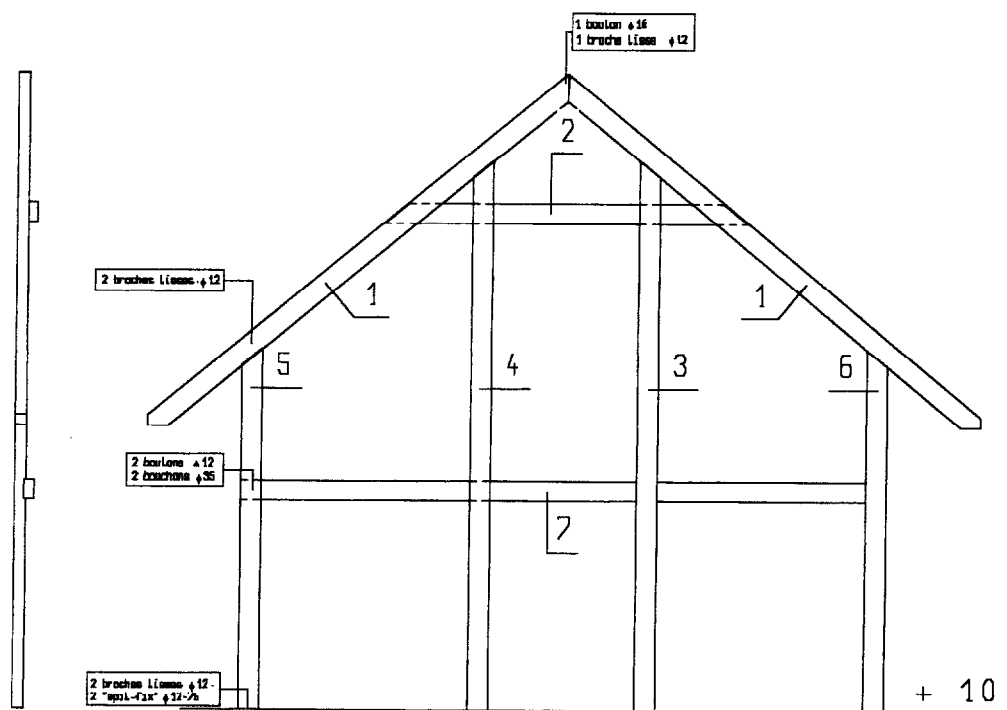 1 boulon ϕ16
1 broche lisse ϕ12
2
2 broches lisses ϕ12
1
1
5
4
3
6
2 boulons ϕ12
2 bouchons ϕ35
7
2 broches lisses ϕ12
2
+ 10